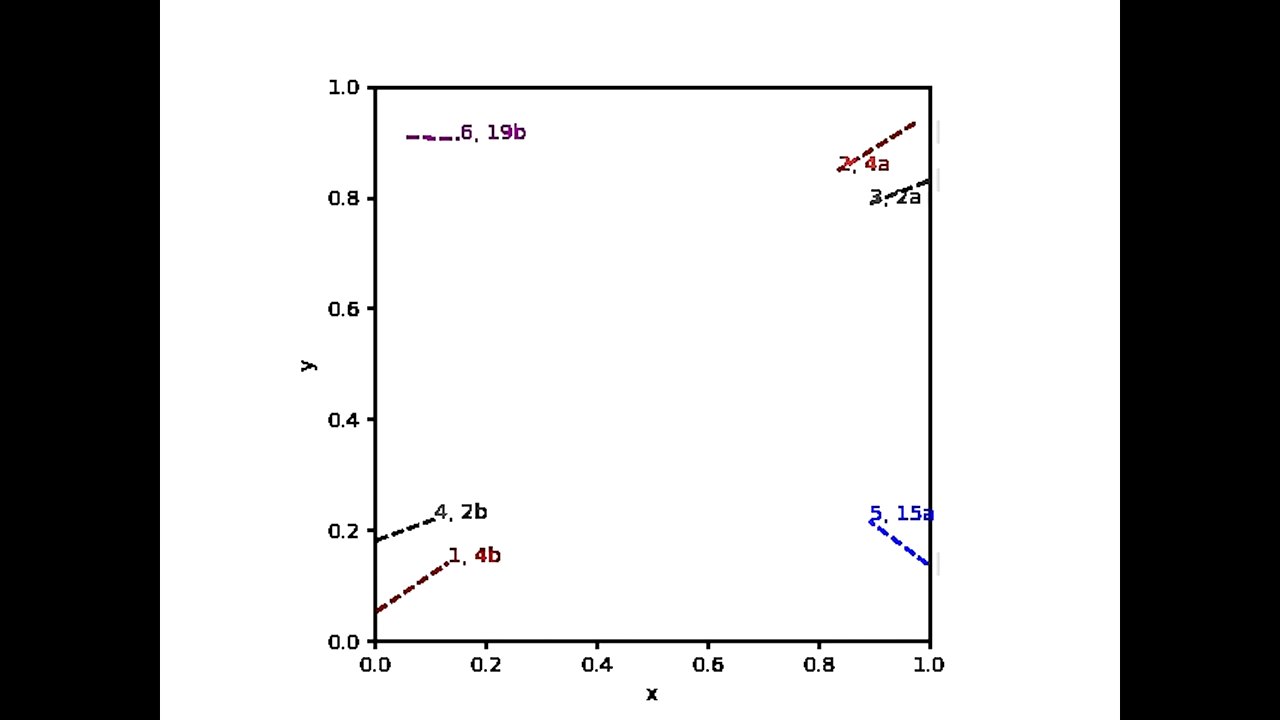 1.0
6, 19b
2, 4a
3, 2a
0.8
0.6
y
0.4
4, 2b
5, 15a
0.2
1, 4b
0.0
0.0 0.2 0.4 0.6 0.8 1.0
x